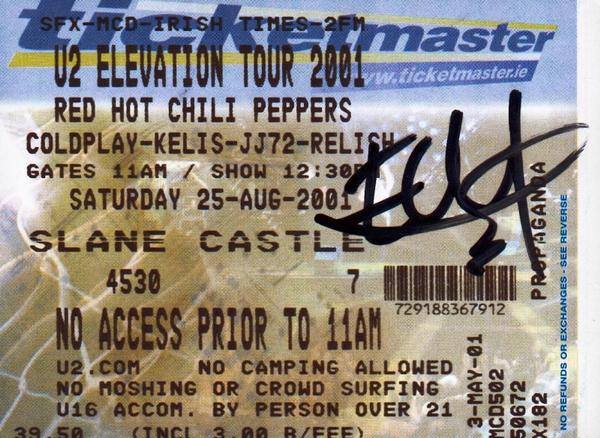 ticketmaster
SFX-MCD-IRISH TIMES-2FM
www.ticketmaster.ie
U2 ELEVATION TOUR 2001
RED HOT CHILI PEPPERS
COLDPLAY-KELIS-JJ72-RELISH
GATES 11AM / SHOW 12:30
SATURDAY 25-AUG-2001
SLANE CASTLE
4530 7
729188367912
NO ACCESS PRIOR TO 11AM
U2.COM NO CAMPING ALLOWED
NO MOSHING OR CROWD SURFING
U16 ACCOM. BY PERSON OVER 21
39.50 (INCL 3.00 B/FEE)
3-MAY-01
MCD502
PROPAGANDA
NO REFUNDS OR EXCHANGES - SEE REVERSE